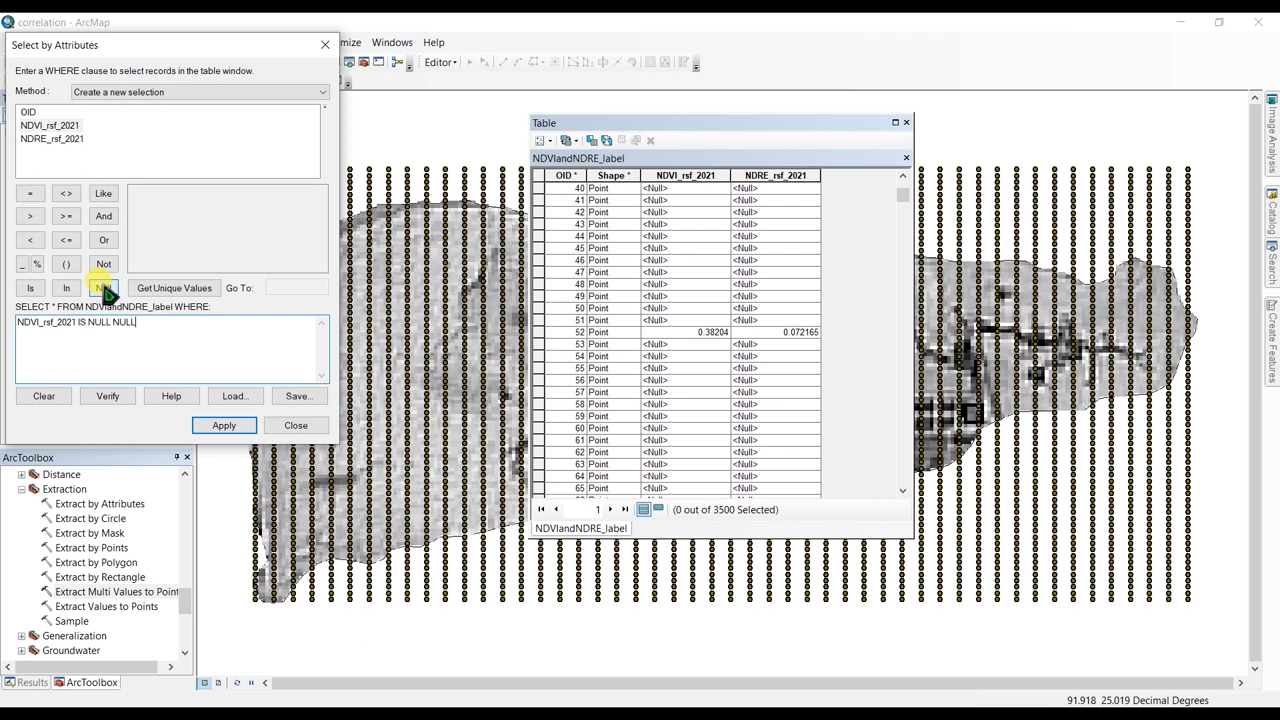 correlation - ArcMap
Select by Attributes
Windows Help
Editor
Enter a WHERE clause to select records in the table window.
Method : Create a new selection
OID
NDVI_rsf_2021
NDRE_rsf_2021
= < > Like
> > = And
< < = Or
_ % ( ) Not
Is In Get Unique Values Go To:
SELECT * FROM NDVIandNDRE_label WHERE:
NDVI_rsf_2021 IS NULL NULL
Clear Verify Help Load... Save...
Apply Close
Table
NDVIandNDRE_label
OID * Shape * NDVI_rsf_2021 NDRE_rsf_2021
40 Point <Null> <Null>
41 Point <Null> <Null>
42 Point <Null> <Null>
43 Point <Null> <Null>
44 Point <Null> <Null>
45 Point <Null> <Null>
46 Point <Null> <Null>
47 Point <Null> <Null>
48 Point <Null> <Null>
49 Point <Null> <Null>
50 Point <Null> <Null>
51 Point <Null> <Null>
52 Point 0.38204 0.072165
53 Point <Null> <Null>
54 Point <Null> <Null>
55 Point <Null> <Null>
56 Point <Null> <Null>
57 Point <Null> <Null>
58 Point <Null> <Null>
59 Point <Null> <Null>
60 Point <Null> <Null>
61 Point <Null> <Null>
62 Point <Null> <Null>
63 Point <Null> <Null>
64 Point <Null> <Null>
65 Point <Null> <Null>
1 (0 out of 3500 Selected)
NDVIandNDRE_label
ArcToolbox
Distance
Extraction
Extract by Attributes
Extract by Circle
Extract by Mask
Extract by Points
Extract by Polygon
Extract by Rectangle
Extract Multi Values to Point
Extract Values to Points
Sample
Generalization
Groundwater
Results ArcToolbox
Image Analysis
Catalog
Search
Create Features
91.918 25.019 Decimal Degrees